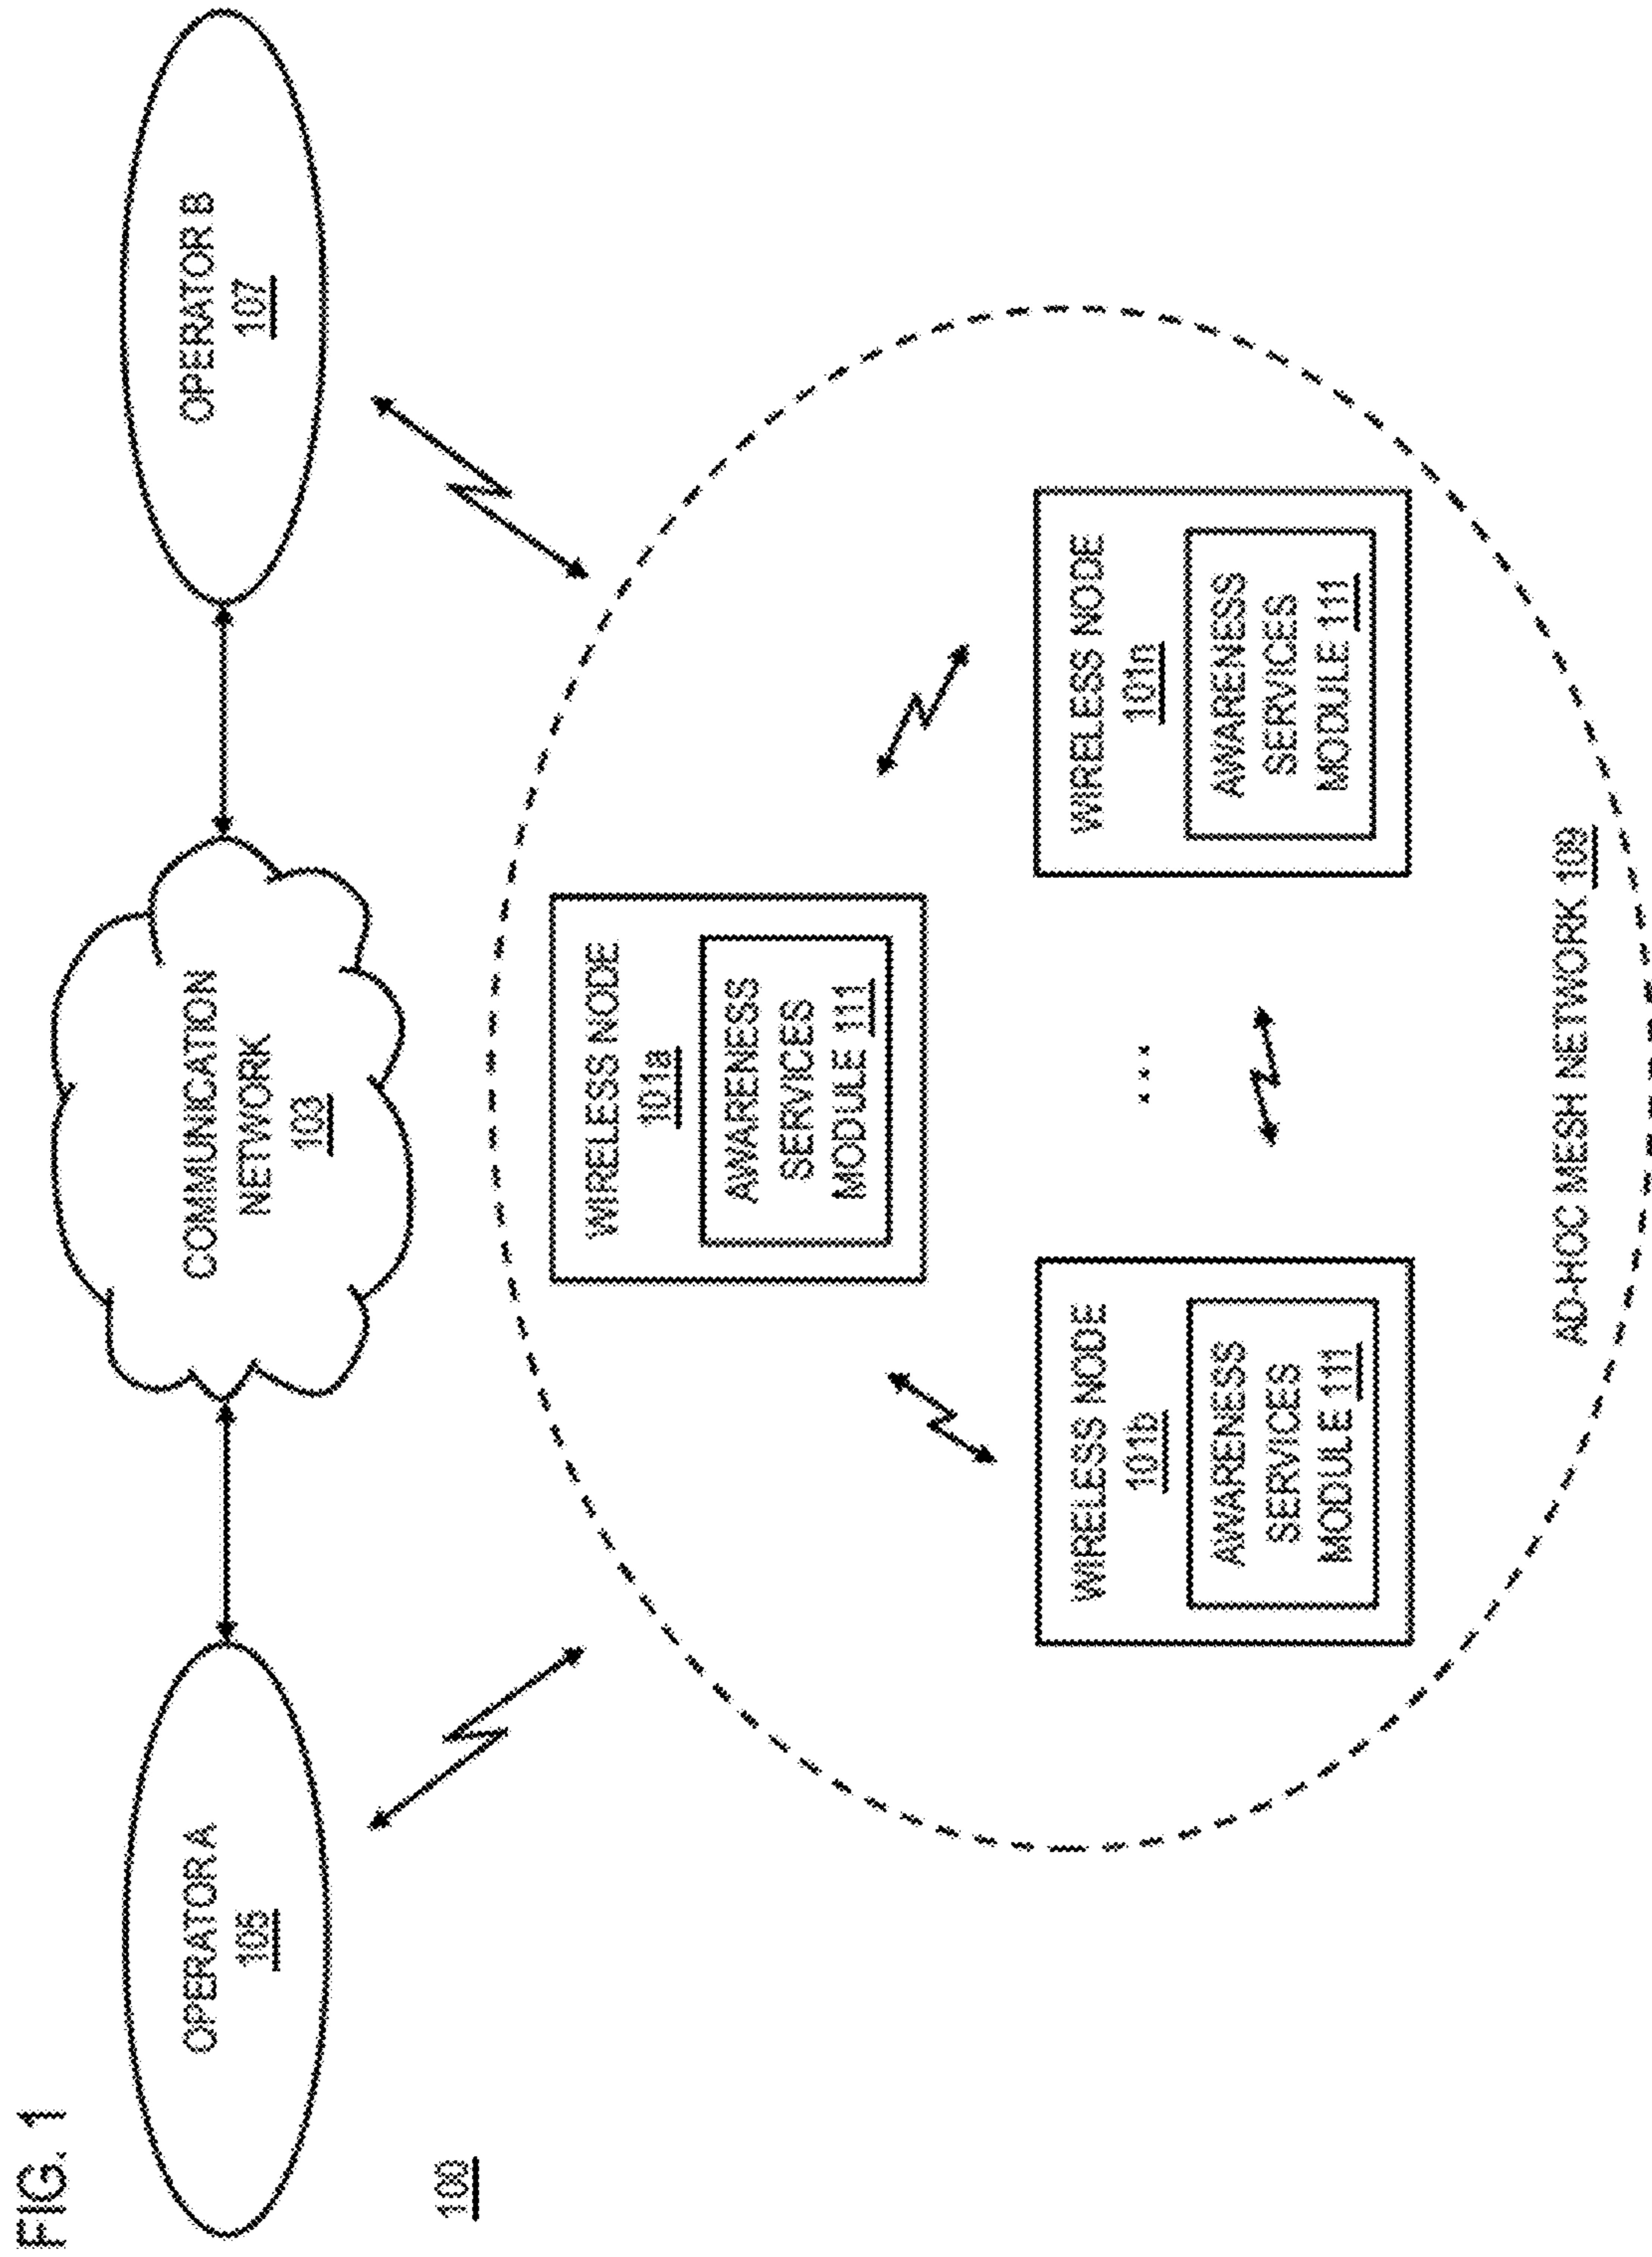 FIG. 1
OPERATOR A
105
COMMUNICATION
NETWORK
103
OPERATOR B
107
100
WIRELESS NODE
101a
AWARENESS
SERVICES
MODULE 111
WIRELESS NODE
101b
AWARENESS
SERVICES
MODULE 111
...
WIRELESS NODE
101n
AWARENESS
SERVICES
MODULE 111
AD-HOC MESH NETWORK 109